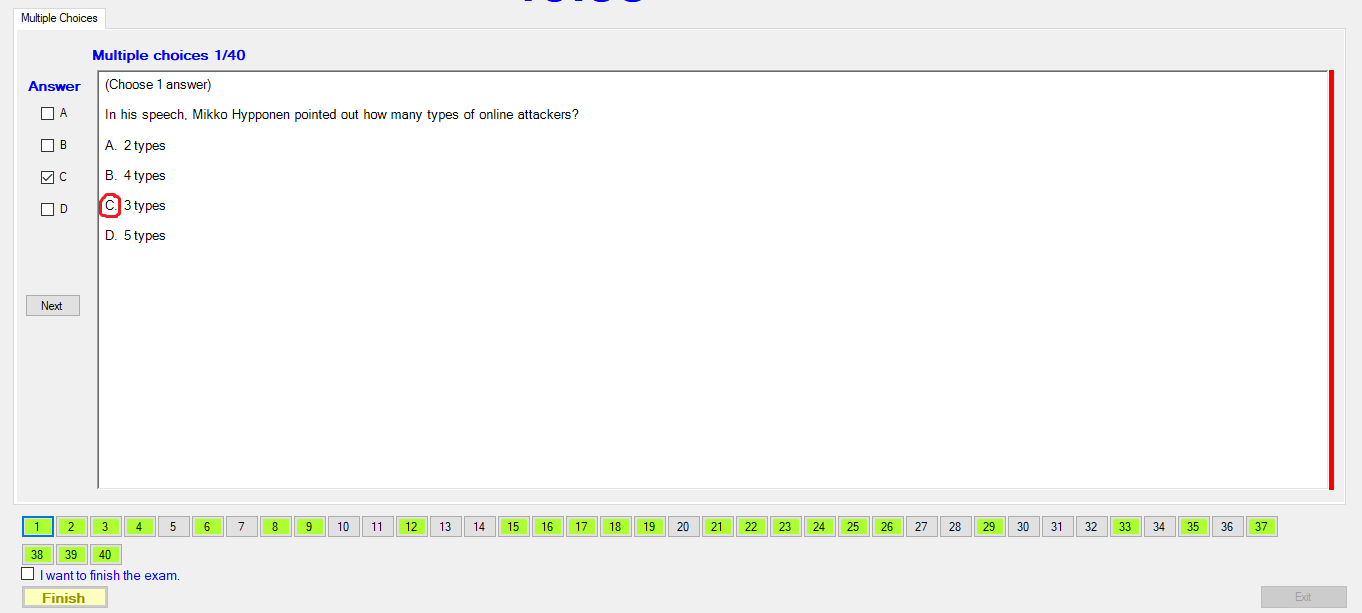 Multiple Choices
Multiple choices 1/40
Answer
A
B
C
D
Next
(Choose 1 answer)
In his speech, Mikko Hypponen pointed out how many types of online attackers?
A. 2 types
B. 4 types
C. 3 types
D. 5 types
1 2 3 4 5 6 7 8 9 10 11 12 13 14 15 16 17 18 19 20 21 22 23 24 25 26 27 28 29 30 31 32 33 34 35 36 37
38 39 40
I want to finish the exam.
Finish
Exit